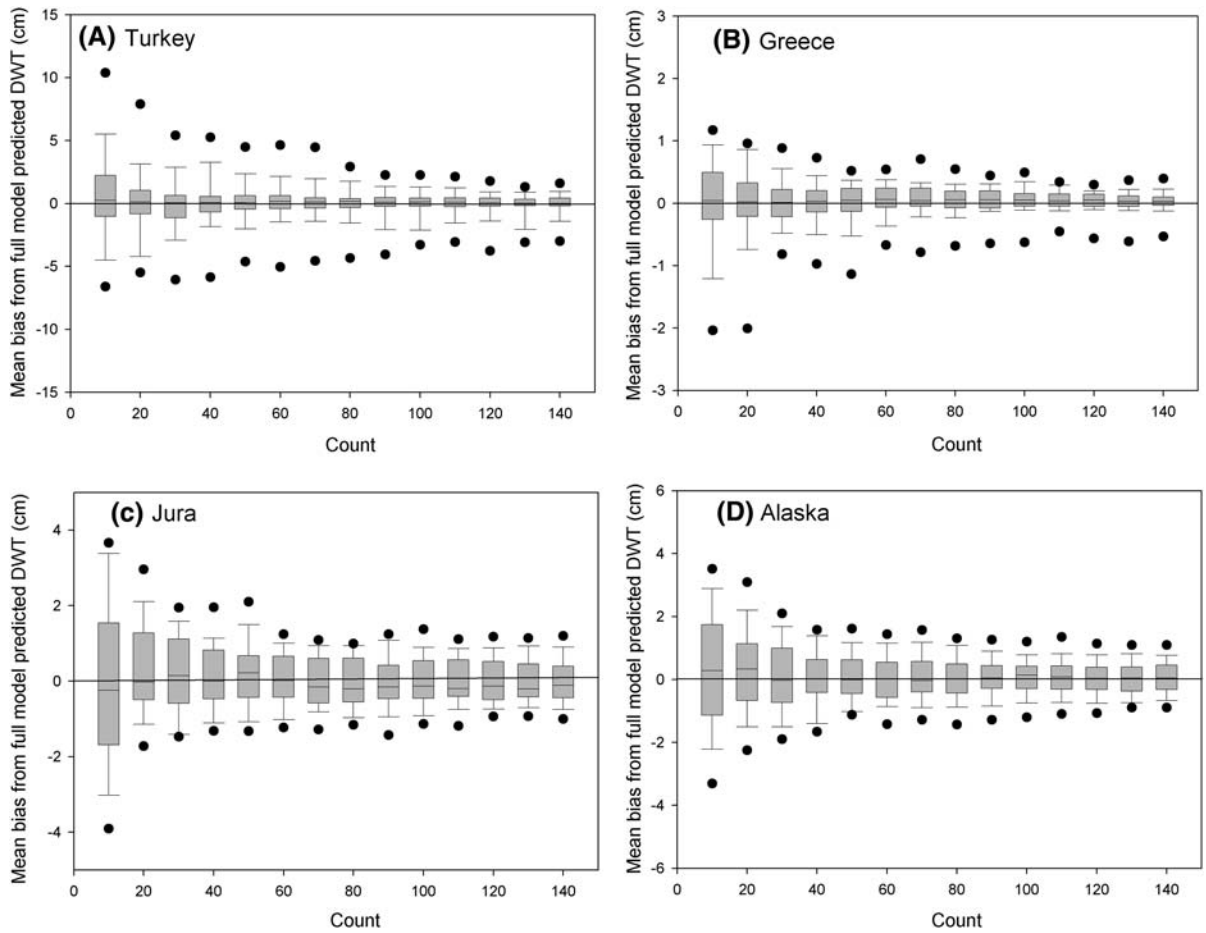 (A) Turkey
Mean bias from full model predicted DWT (cm)
15
10
5
0
-5
-10
-15
0 20 40 60 80 100 120 140
Count
(B) Greece
Mean bias from full model predicted DWT (cm)
3
2
1
0
-1
-2
-3
0 20 40 60 80 100 120 140
Count
(c) Jura
Mean bias from full model predicted DWT (cm)
4
2
0
-2
-4
0 20 40 60 80 100 120 140
Count
(D) Alaska
Mean bias from full model predicted DWT (cm)
6
4
2
0
-2
-4
-6
0 20 40 60 80 100 120 140
Count